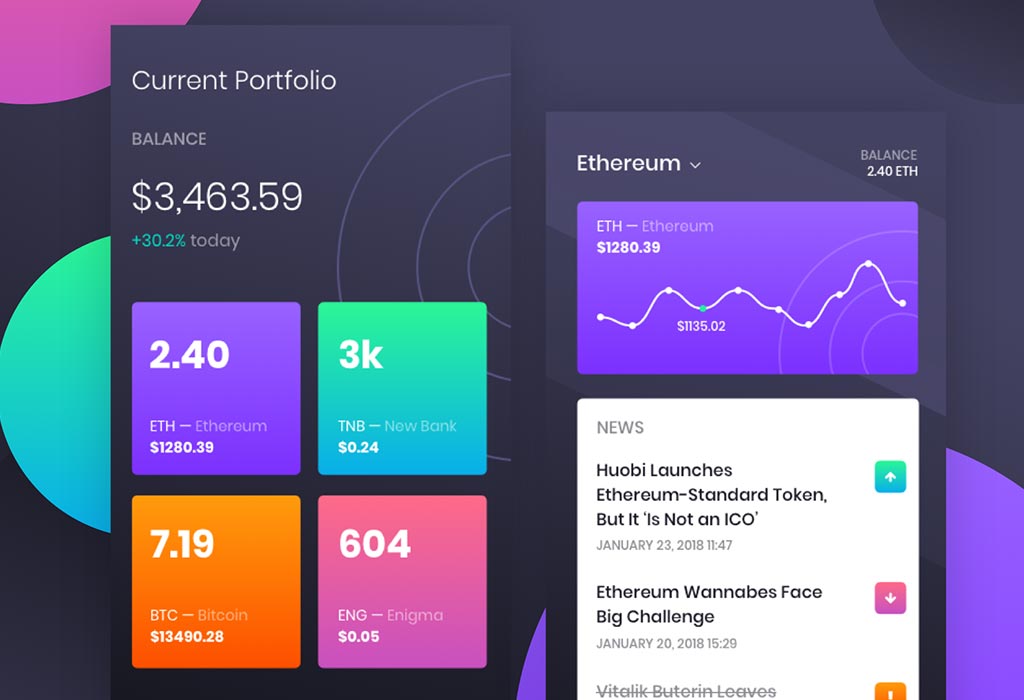 Current Portfolio
BALANCE
$3,463.59
+30.2% today
2.40
ETH — Ethereum
$1280.39
3k
TNB — New Bank
$0.24
7.19
BTC — Bitcoin
$13490.28
604
ENG — Enigma
$0.05
Ethereum
BALANCE
2.40 ETH
ETH — Ethereum
$1280.39
$1135.02
NEWS
Huobi Launches
Ethereum-Standard Token,
But It ‘Is Not an ICO’
JANUARY 23, 2018 11:47
Ethereum Wannabes Face
Big Challenge
JANUARY 20, 2018 15:29
Vitalik Buterin Leaves